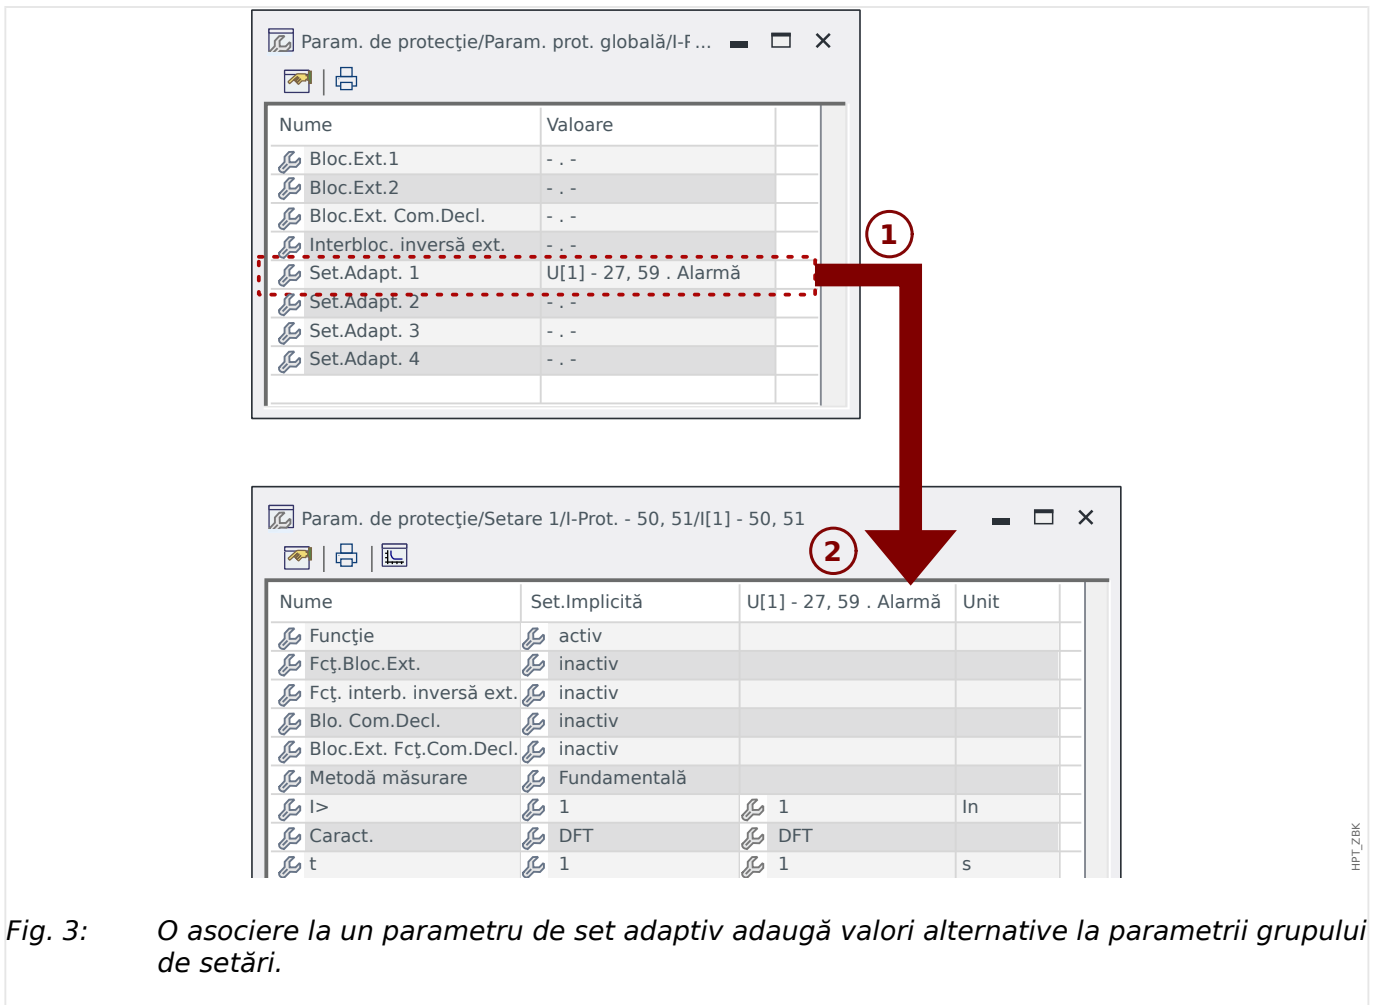 Param. de protecţie/Param. prot. globală/I-F ...
Nume Valoare
Bloc.Ext.1 - . -
Bloc.Ext.2 - . -
Bloc.Ext. Com.Decl. - . -
Interbloc. inversă ext. - . -
1
Set.Adapt. 1 U[1] - 27, 59 . Alarmă
Set.Adapt. 2 - . -
Set.Adapt. 3 - . -
Set.Adapt. 4 - . -
Param. de protecţie/Setare 1/I-Prot. - 50, 51/I[1] - 50, 51
2
Nume Set.Implicită U[1] - 27, 59 . Alarmă Unit
Funcţie activ
Fcţ.Bloc.Ext. inactiv
Fcţ. interb. inversă ext. inactiv
Blo. Com.Decl. inactiv
Bloc.Ext. Fcţ.Com.Decl. inactiv
Metodă măsurare Fundamentală
I> 1 1 In
Caract. DFT DFT
t 1 1 s
HPT_ZBK
Fig. 3: O asociere la un parametru de set adaptiv adaugă valori alternative la parametrii grupului
de setări.